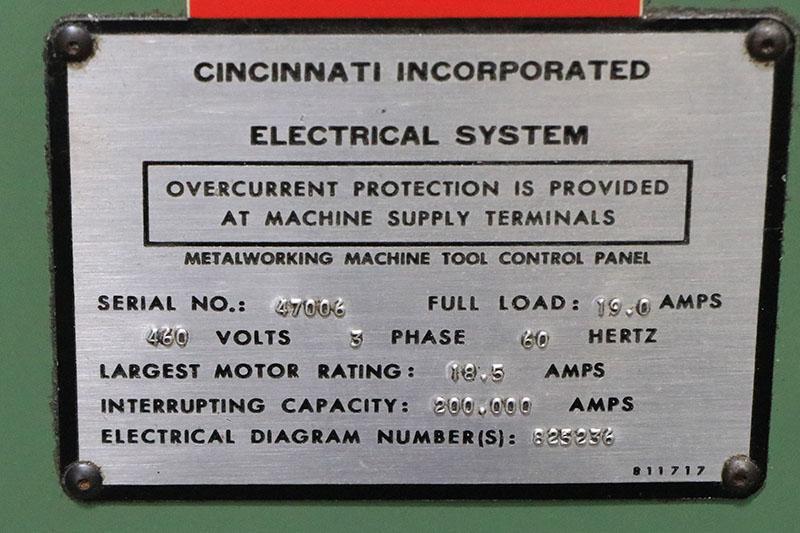 CINCINNATI INCORPORATED
ELECTRICAL SYSTEM
OVERCURRENT PROTECTION IS PROVIDED
AT MACHINE SUPPLY TERMINALS
METALWORKING MACHINE TOOL CONTROL PANEL
SERIAL NO.: 47006 FULL LOAD: 19.0 AMPS
460 VOLTS 3 PHASE 60 HERTZ
LARGEST MOTOR RATING: 18.5 AMPS
INTERRUPTING CAPACITY: 200,000 AMPS
ELECTRICAL DIAGRAM NUMBER(S): 825236
811717